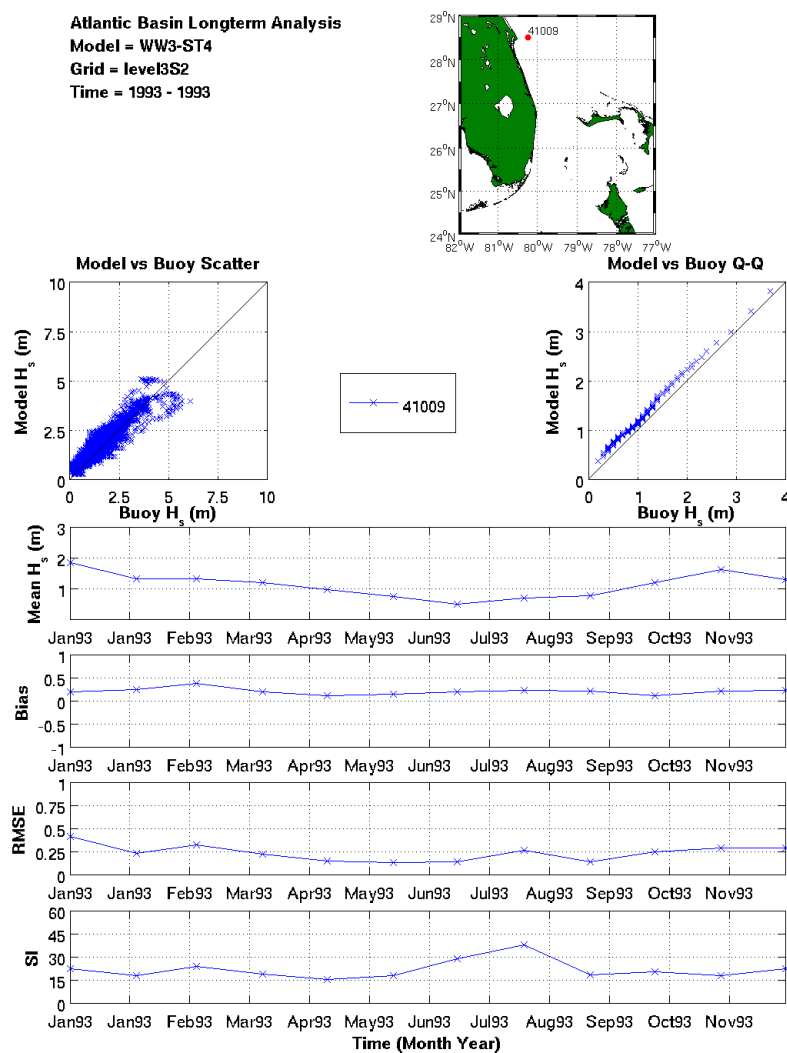 Atlantic Basin Longterm Analysis
Model = WW3-ST4
Grid = level3S2
Time = 1993 - 1993
29°N
28°N
27°N
26°N
25°N
24°N
41009
82°W 81°W 80°W 79°W 78°W 77°W
Model vs Buoy Scatter
Model Hs (m)
10
7.5
5
2.5
0
0 2.5 5 7.5 10
Buoy Hs (m)
41009
Model vs Buoy Q-Q
Model Hs (m)
4
3
2
1
0
0 1 2 3 4
Buoy Hs (m)
Mean Hs (m)
3
2
1
Jan93 Jan93 Feb93 Mar93 Apr93 May93 Jun93 Jul93 Aug93 Sep93 Oct93 Nov93
Bias
1
0.5
0
-0.5
-1
Jan93 Jan93 Feb93 Mar93 Apr93 May93 Jun93 Jul93 Aug93 Sep93 Oct93 Nov93
RMSE
1
0.75
0.5
0.25
0
Jan93 Jan93 Feb93 Mar93 Apr93 May93 Jun93 Jul93 Aug93 Sep93 Oct93 Nov93
SI
60
45
30
15
0
Jan93 Jan93 Feb93 Mar93 Apr93 May93 Jun93 Jul93 Aug93 Sep93 Oct93 Nov93
Time (Month Year)